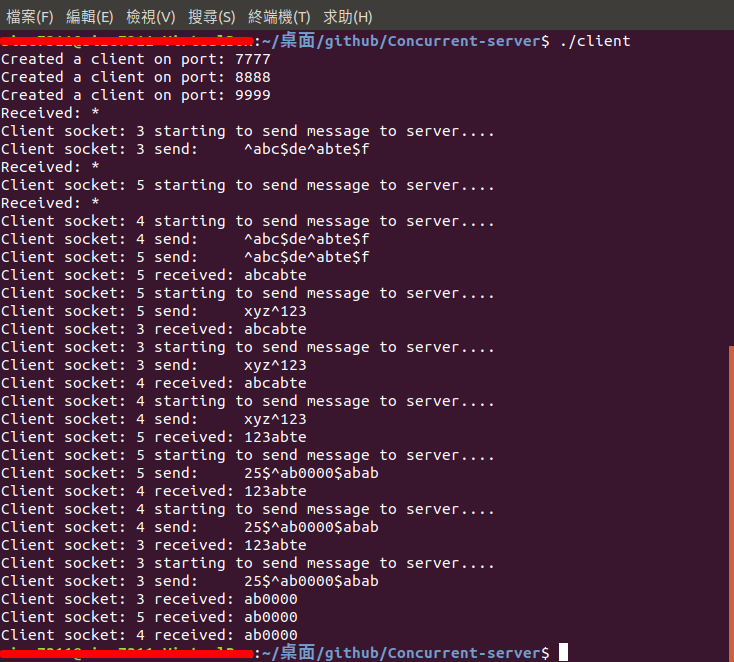 檔案(F) 編輯(E) 檢視(V) 搜尋(S) 終端機(T) 求助(H)
:~/桌面/github/Concurrent-server$ ./client
Created a client on port: 7777
Created a client on port: 8888
Created a client on port: 9999
Received: *
Client socket: 3 starting to send message to server....
Client socket: 3 send:     ^abc$de^abte$f
Received: *
Client socket: 5 starting to send message to server....
Received: *
Client socket: 4 starting to send message to server....
Client socket: 4 send:     ^abc$de^abte$f
Client socket: 5 send:     ^abc$de^abte$f
Client socket: 5 received: abcabte
Client socket: 5 starting to send message to server....
Client socket: 5 send:     xyz^123
Client socket: 3 received: abcabte
Client socket: 3 starting to send message to server....
Client socket: 3 send:     xyz^123
Client socket: 4 received: abcabte
Client socket: 4 starting to send message to server....
Client socket: 4 send:     xyz^123
Client socket: 5 received: 123abte
Client socket: 5 starting to send message to server....
Client socket: 5 send:     25$^ab0000$abab
Client socket: 4 received: 123abte
Client socket: 4 starting to send message to server....
Client socket: 4 send:     25$^ab0000$abab
Client socket: 3 received: 123abte
Client socket: 3 starting to send message to server....
Client socket: 3 send:     25$^ab0000$abab
Client socket: 3 received: ab0000
Client socket: 5 received: ab0000
Client socket: 4 received: ab0000
:~/桌面/github/Concurrent-server$